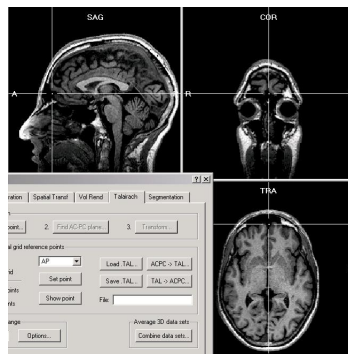 SAG
COR
A
R
TRA
ration Spatial Transf Vol Rend Talairach Segmentation
point... 2. Find AC-PC plane... 3. Transform...
al grid reference points
AP
Load .TAL... ACPC -> TAL...
Set point
Save .TAL... TAL -> ACPC...
Show point
File:
Average 3D data sets
Options...
Combine data sets...